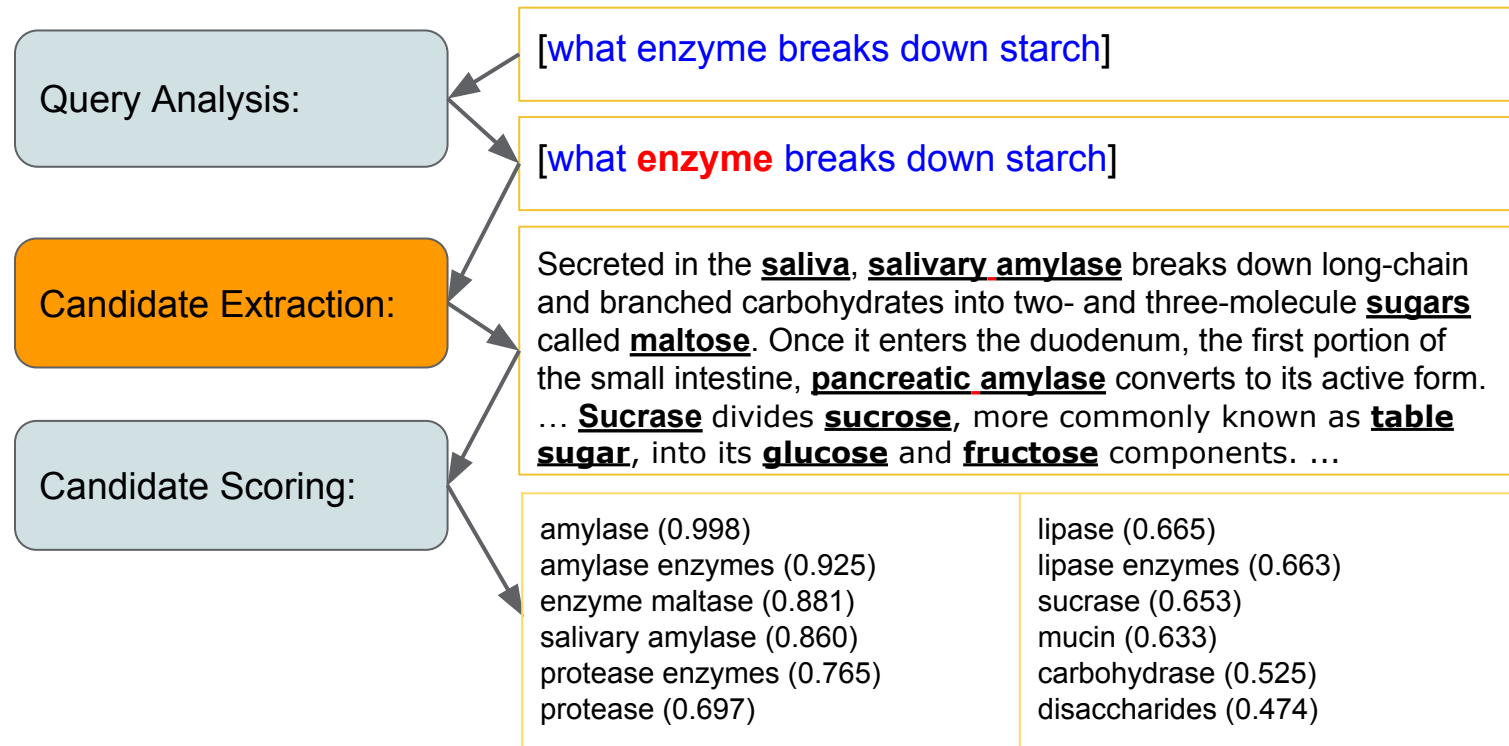 Query Analysis:
[what enzyme breaks down starch]
[what enzyme breaks down starch]
Candidate Extraction:
Secreted in the saliva, salivary amylase breaks down long-chain
and branched carbohydrates into two- and three-molecule sugars
called maltose. Once it enters the duodenum, the first portion of
the small intestine, pancreatic amylase converts to its active form.
… Sucrase divides sucrose, more commonly known as table
sugar, into its glucose and fructose components. …
Candidate Scoring:
amylase (0.998)
amylase enzymes (0.925)
enzyme maltase (0.881)
salivary amylase (0.860)
protease enzymes (0.765)
protease (0.697)
lipase (0.665)
lipase enzymes (0.663)
sucrase (0.653)
mucin (0.633)
carbohydrase (0.525)
disaccharides (0.474)